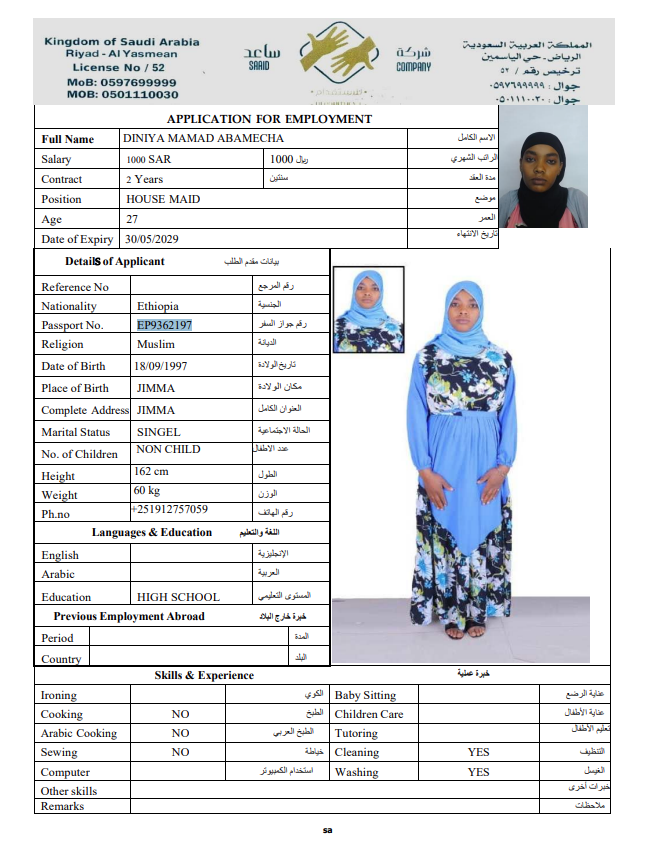 Kingdom of Saudi Arabia
Riyad - Al Yasmean
License No / 52
MoB: 0597699999
MOB: 0501110030
ساعد
SAAID
شركة
COMPANY
للاستقدام
المملكة العربية السعودية
الرياض ـ حي الياسمين
ترخيص رقم / ٥٢
جوال : ٠٥٩٧٦٩٩٩٩٩
جوال : ٠٥٠١١١٠٠٣٠
APPLICATION FOR EMPLOYMENT
Full Name DINIYA MAMAD ABAMECHA الاسم الكامل
Salary 1000 SAR 1000 ريال الراتب الشهري
Contract 2 Years سنتين مدة العقد
Position HOUSE MAID موضع
Age 27 العمر
Date of Expiry 30/05/2029 تاريخ الانتهاء
Details of Applicant بيانات مقدم الطلب
Reference No رقم المرجع
Nationality Ethiopia الجنسية
Passport No. EP9362197 رقم جواز السفر
Religion Muslim الديانة
Date of Birth 18/09/1997 تاريخ الولادة
Place of Birth JIMMA مكان الولادة
Complete Address JIMMA العنوان الكامل
Marital Status SINGEL الحالة الاجتماعية
No. of Children NON CHILD عدد الاطفال
Height 162 cm الطول
Weight 60 kg الوزن
Ph.no +251912757059 رقم الهاتف
Languages & Education اللغة والتعليم
English الإنجليزية
Arabic العربية
Education HIGH SCHOOL المستوى التعليمي
Previous Employment Abroad خبرة خارج البلاد
Period المدة
Country البلد
Skills & Experience خبرة عملية
Ironing الكوي Baby Sitting عناية الرضع
Cooking NO الطبخ Children Care عناية الأطفال
Arabic Cooking NO الطبخ العربي Tutoring تعليم الأطفال
Sewing NO خياطة Cleaning YES التنظيف
Computer استخدام الكمبيوتر Washing YES الغسيل
Other skills خبرات أخرى
Remarks ملاحظات
sa